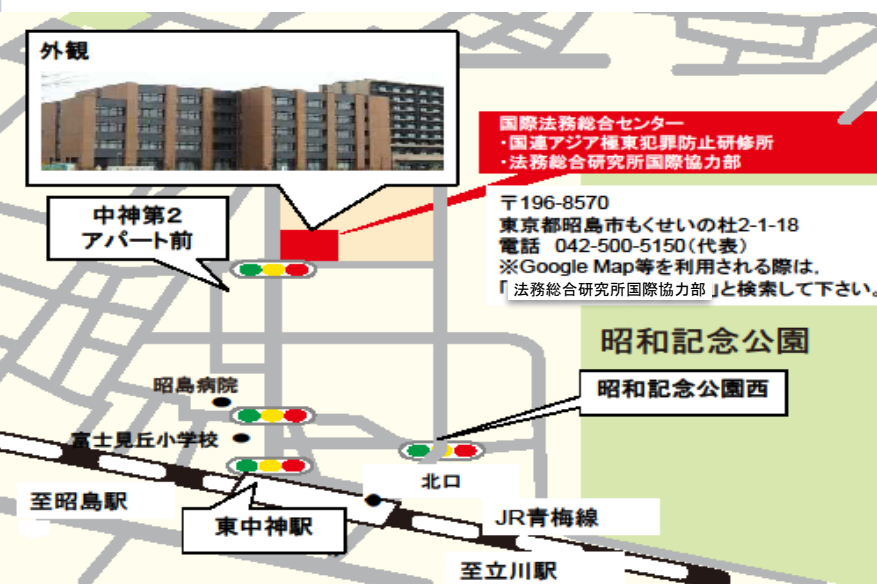 外観
国際法務総合センター
・国連アジア極東犯罪防止研修所
・法務総合研究所国際協力部
〒196-8570
東京都昭島市もくせいの杜2-1-18
電話 042-500-5150(代表)
※Google Map等を利用される際は、
「法務総合研究所国際協力部」と検索して下さい。
中神第2
アパート前
昭和記念公園
昭島病院
昭和記念公園西
富士見丘小学校
北口
至昭島駅
東中神駅
JR青梅線
至立川駅